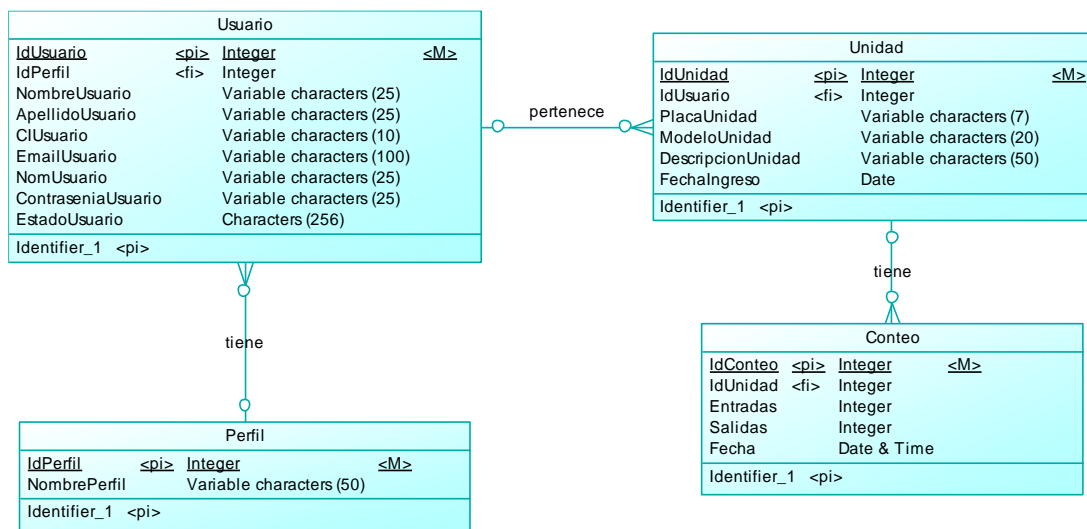 Usuario
IdUsuario <pi> Integer <M>
IdPerfil <fi> Integer
NombreUsuario Variable characters (25)
ApellidoUsuario Variable characters (25)
CIUsuario Variable characters (10)
EmailUsuario Variable characters (100)
NomUsuario Variable characters (25)
ContraseniaUsuario Variable characters (25)
EstadoUsuario Characters (256)
Identifier_1 <pi>
pertenece
Unidad
IdUnidad <pi> Integer <M>
IdUsuario <fi> Integer
PlacaUnidad Variable characters (7)
ModeloUnidad Variable characters (20)
DescripcionUnidad Variable characters (50)
FechaIngreso Date
Identifier_1 <pi>
tiene
tiene
Conteo
IdConteo <pi> Integer <M>
IdUnidad <fi> Integer
Entradas Integer
Salidas Integer
Fecha Date & Time
Identifier_1 <pi>
Perfil
IdPerfil <pi> Integer <M>
NombrePerfil Variable characters (50)
Identifier_1 <pi>